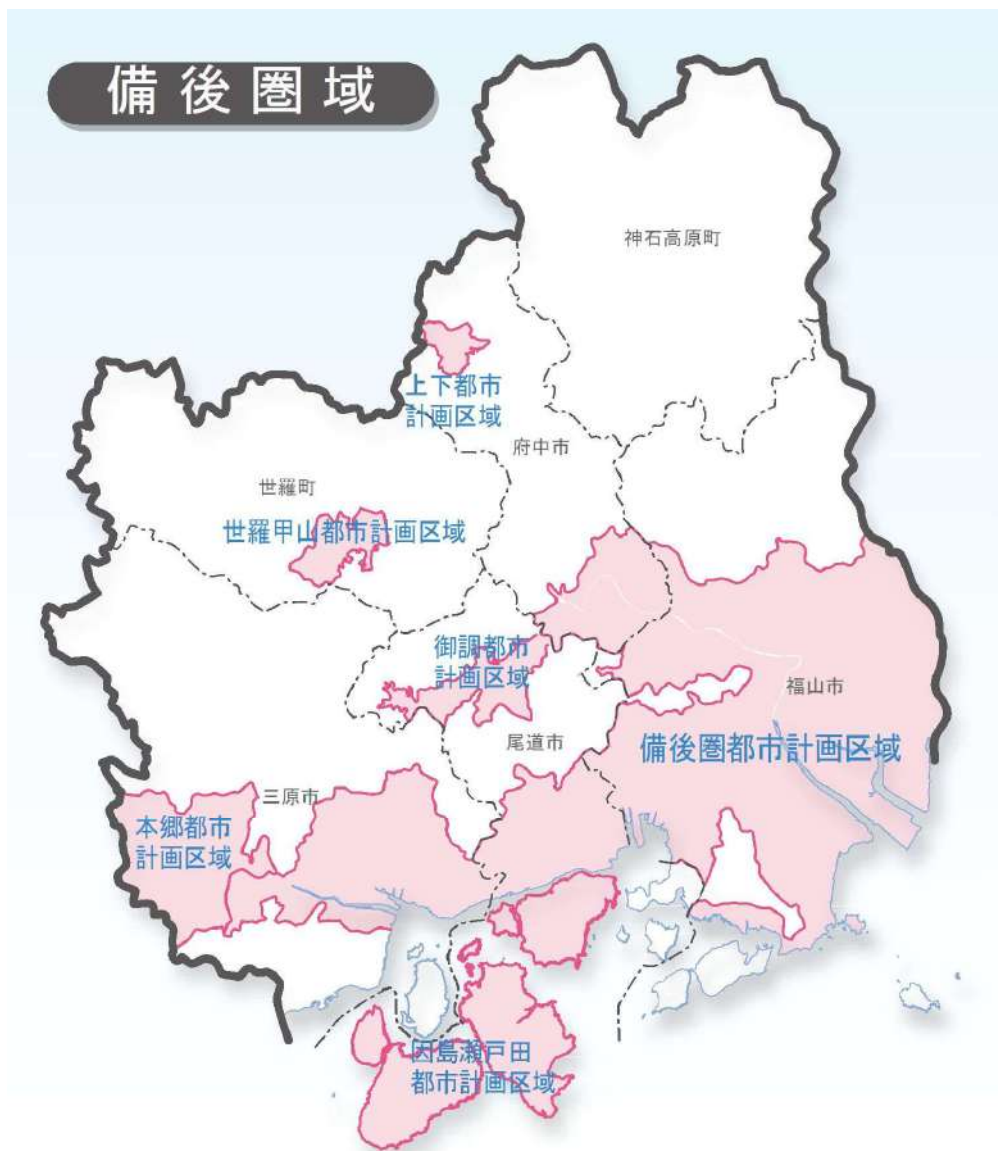 備後圏域
神石高原町
上下都市
計画区域
府中市
世羅町
世羅甲山都市計画区域
御調都市
計画区域
福山市
尾道市
備後圏都市計画区域
三原市
本郷都市
計画区域
因島瀬戸田
都市計画区域